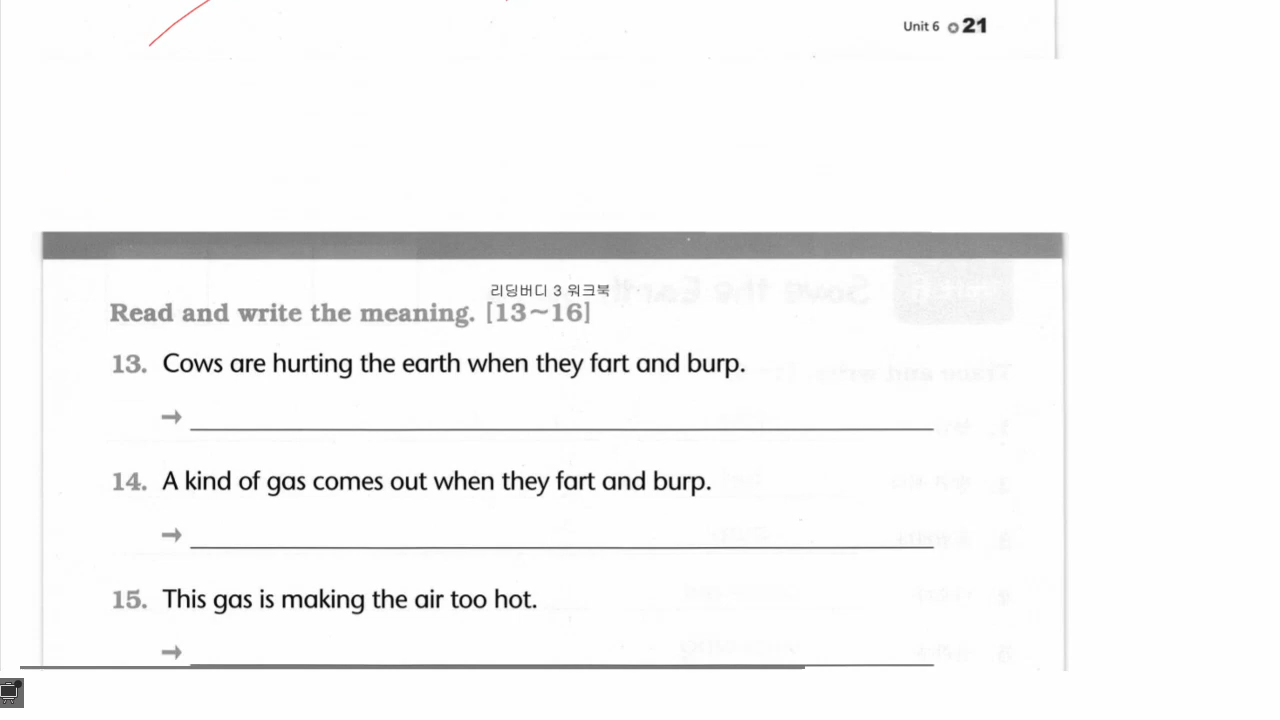 Unit 6 21
리딩버디 3 워크북
Read and write the meaning. [13~16]
13. Cows are hurting the earth when they fart and burp.
→
14. A kind of gas comes out when they fart and burp.
→
15. This gas is making the air too hot.
→